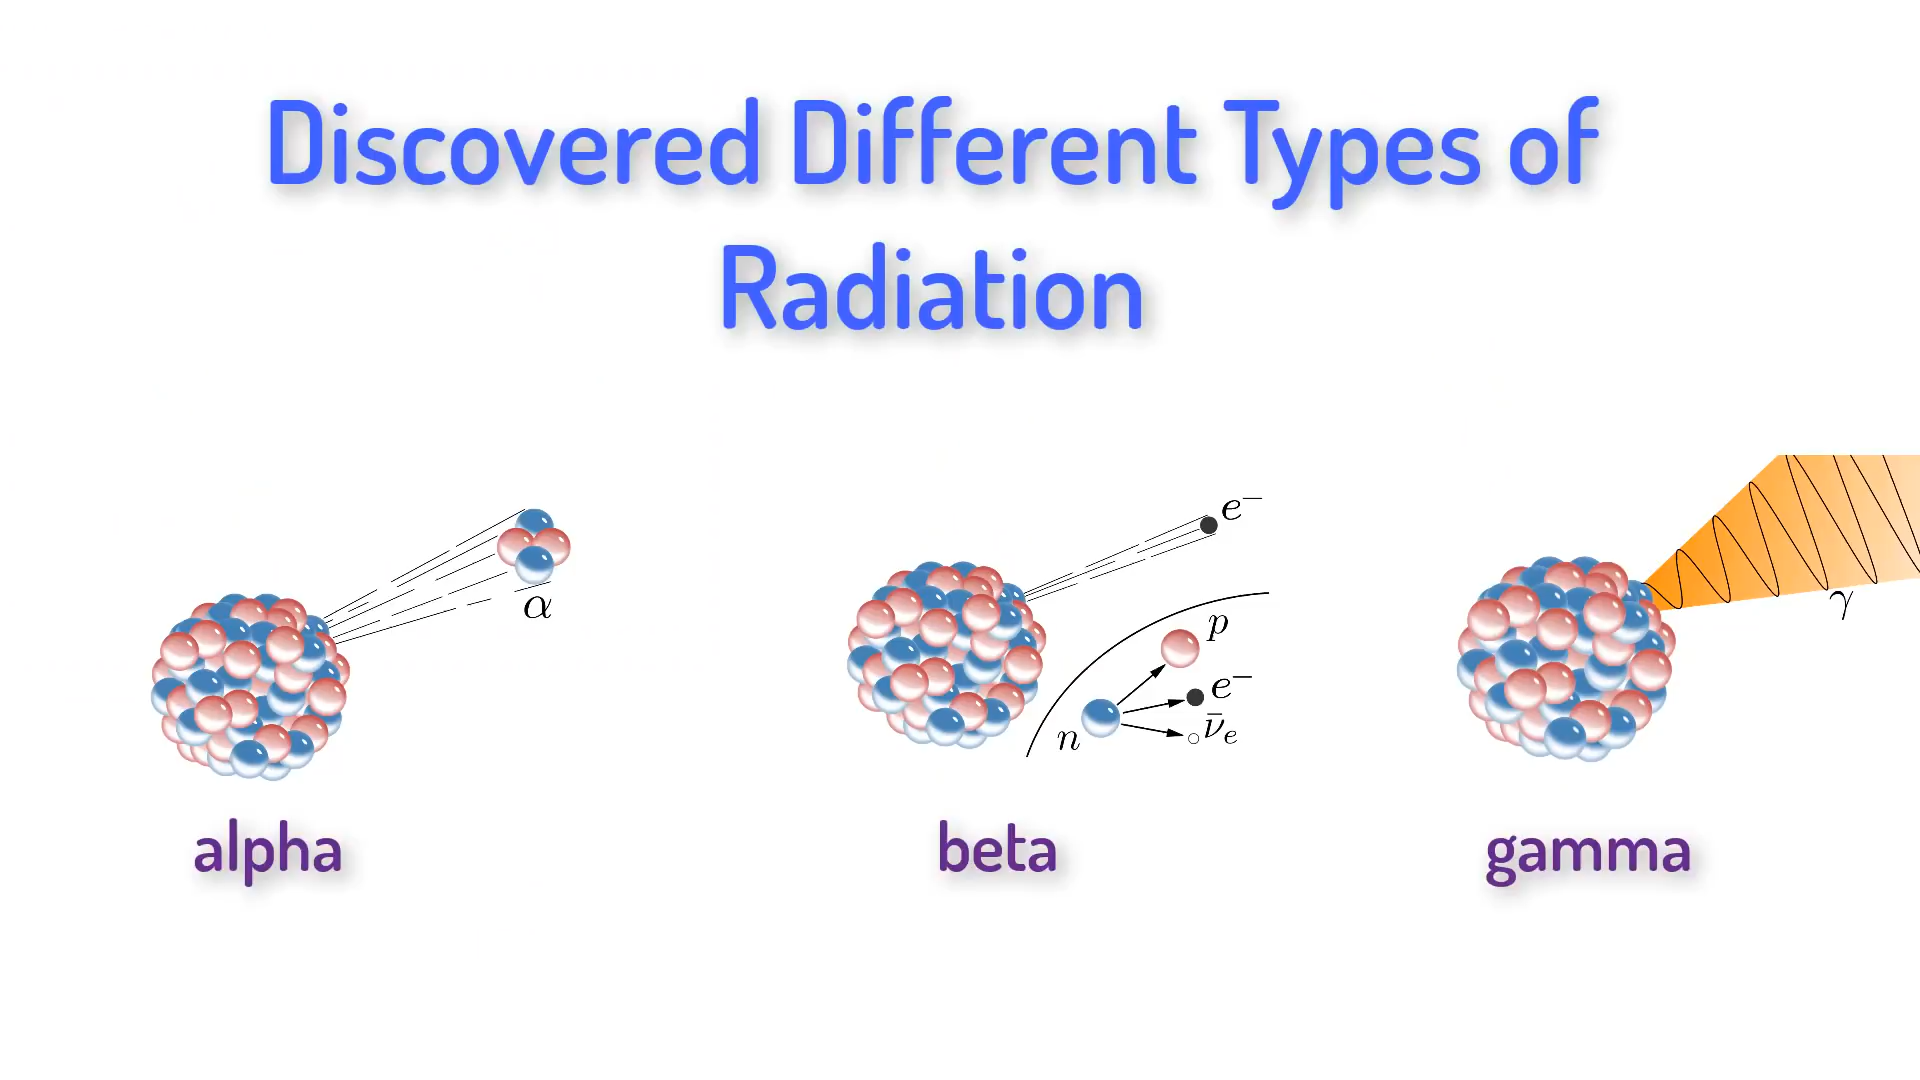 Discovered Different Types of
Radiation
α
alpha
e⁻
p
e⁻
n
ν̄ₑ
beta
γ
gamma